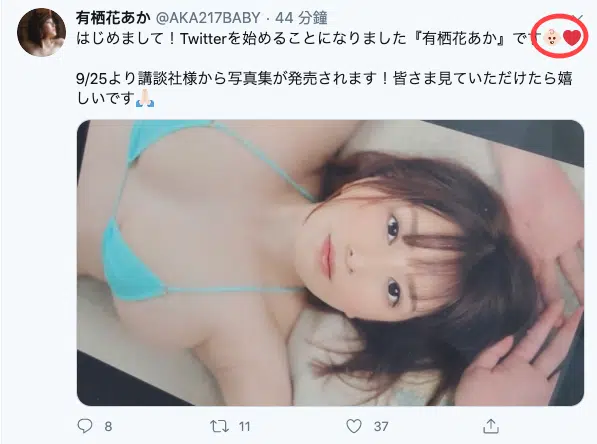 有栖花あか @AKA217BABY · 44 分鐘
はじめまして！Twitterを始めることになりました『有栖花あか』です👶🏻❤️
9/25より講談社様から写真集が発売されます！皆さま見ていただけたら嬉
しいです🙏🏻
8 11 37